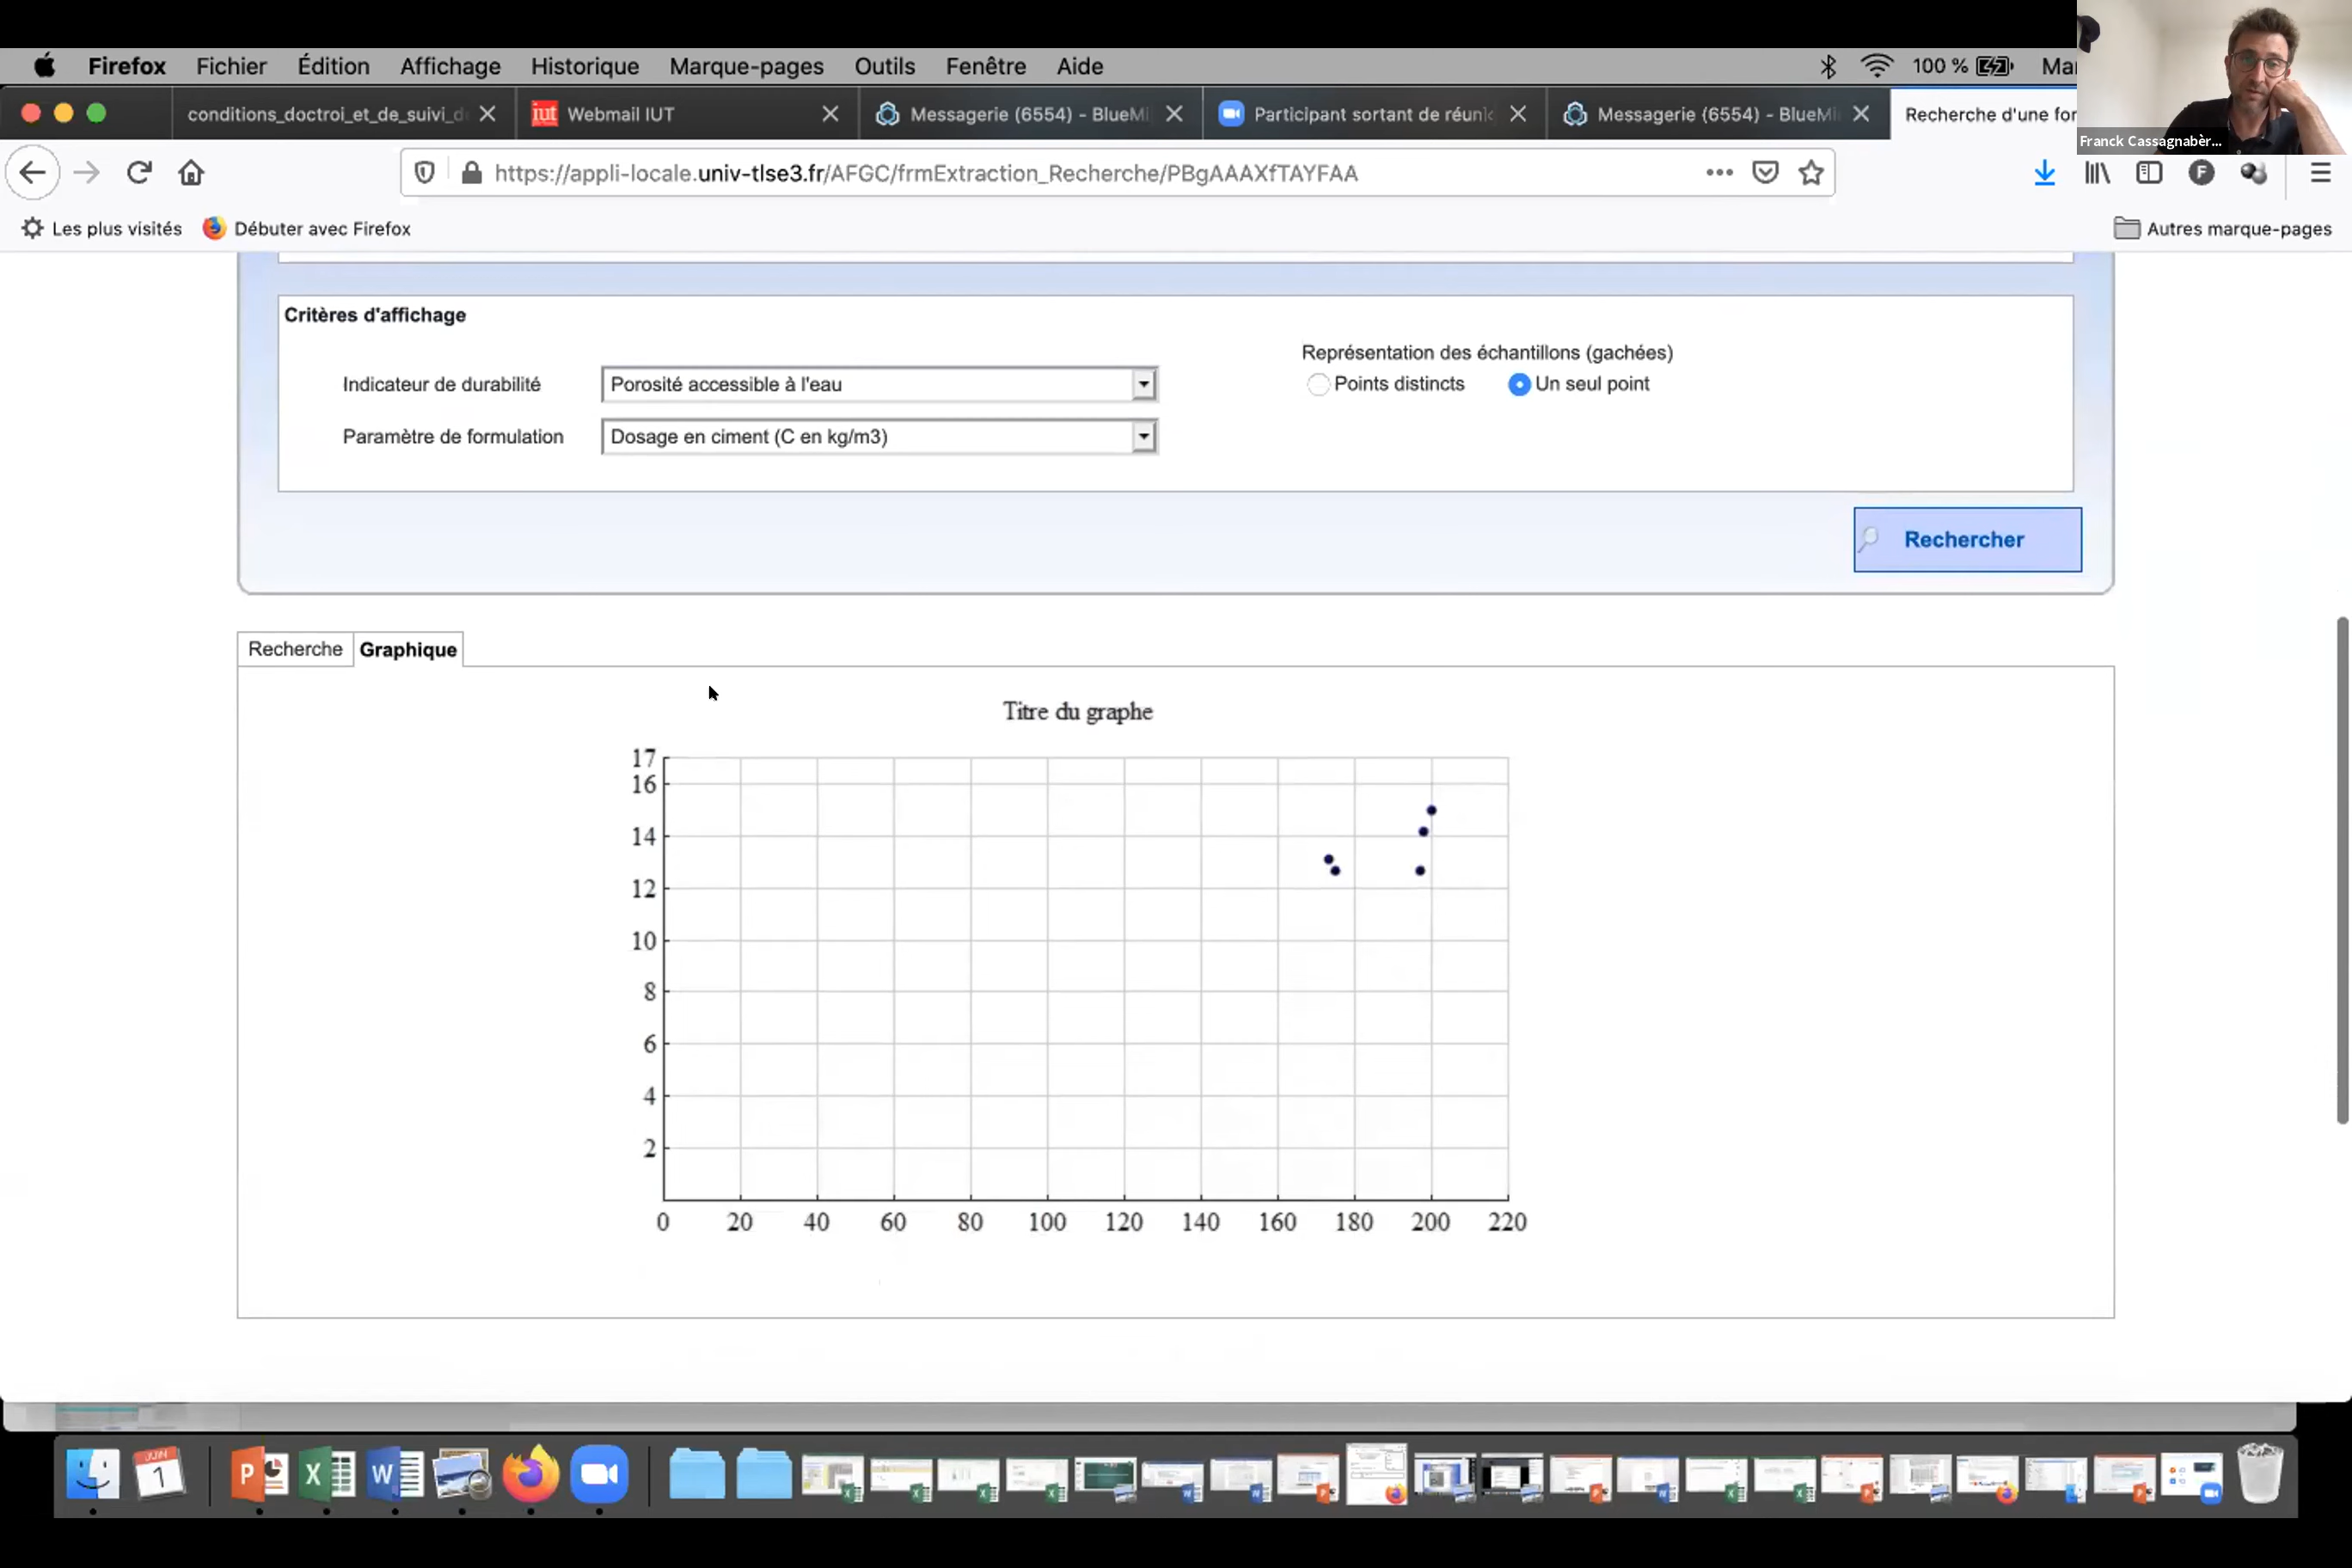 Firefox Fichier Édition Affichage Historique Marque-pages Outils Fenêtre Aide 100 % Mar
conditions_doctroi_et_de_suivi_d Webmail IUT Messagerie (6554) - BlueMi Participant sortant de réunio Messagerie (6554) - BlueMi Recherche d'une for
Franck Cassagnabèr...
https://appli-locale.univ-tlse3.fr/AFGC/frmExtraction_Recherche/PBgAAAXfTAYFAA
Les plus visités Débuter avec Firefox Autres marque-pages
Critères d'affichage
Représentation des échantillons (gachées)
Indicateur de durabilité Porosité accessible à l'eau Points distincts Un seul point
Paramètre de formulation Dosage en ciment (C en kg/m3)
Rechercher
Recherche Graphique
Titre du graphe
17
16
14
12
10
8
6
4
2
0 20 40 60 80 100 120 140 160 180 200 220
JUIN
1